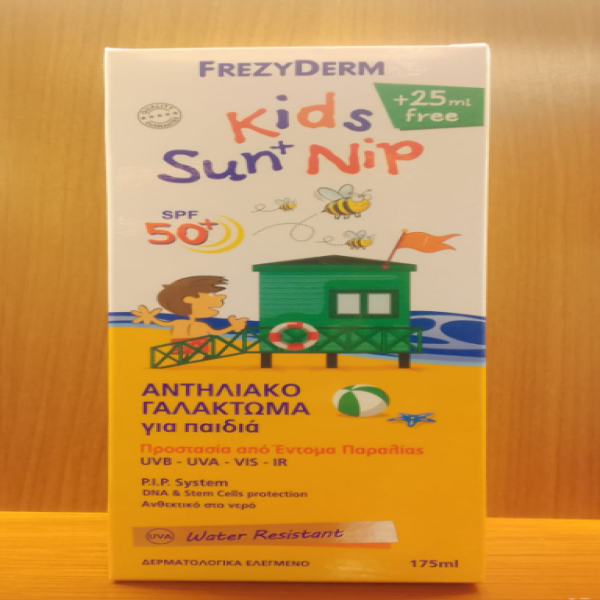 FREZYDERM
+25ml
free
QUALITY
Kids
Sun+ Nip
SPF
50+
ΑΝΤΗΛΙΑΚΟ
ΓΑΛΑΚΤΩΜΑ
για παιδιά
Προστασία από Έντομα Παραλίας
UVB - UVA - VIS - IR
P.I.P. System
DNA & Stem Cells protection
Ανθεκτικό στο νερό
UVA Water Resistant
ΔΕΡΜΑΤΟΛΟΓΙΚΑ ΕΛΕΓΜΕΝΟ 175ml